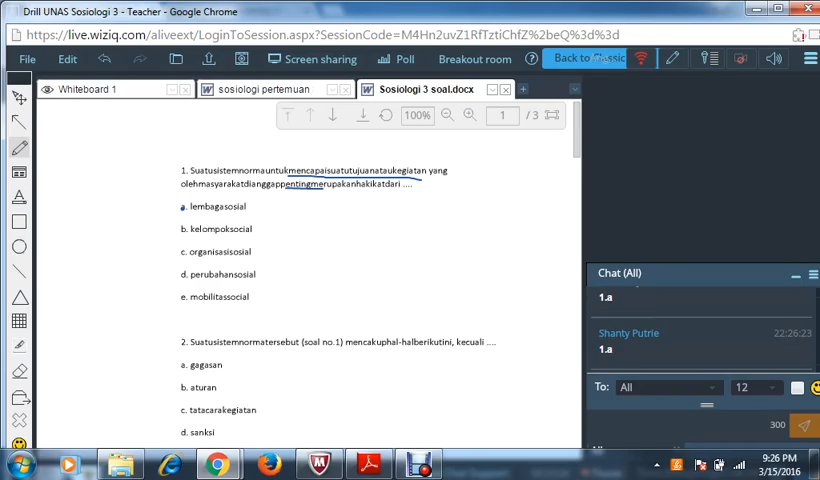 Drill UNAS Sosiologi 3 - Teacher - Google Chrome
https://live.wiziq.com/aliveext/LoginToSession.aspx?SessionCode=M4Hn2uvZ1RfTztiChfZ%2beQ%3d%3d
File Edit Screen sharing Poll Breakout room Back to Classic
Whiteboard 1 sosiologi pertemuan Sosiologi 3 soal.docx
100% 1 / 3
1. Suatusistemnormauntukmencapaisuatutujuanataukegiatan yang
olehmasyarakatdianggappentingmerupakanhakikatdari ....
a. lembagasosial
b. kelompoksocial
c. organisasisosial
d. perubahansosial
e. mobilitassocial
2. Suatusistemnormatersebut (soal no.1) mencakuphal-halberikutini, kecuali ....
a. gagasan
b. aturan
c. tatacarakegiatan
d. sanksi
Chat (All)
1.a
Shanty Putrie 22:26:23
1.a
To: All 12
300
9:26 PM
3/15/2016